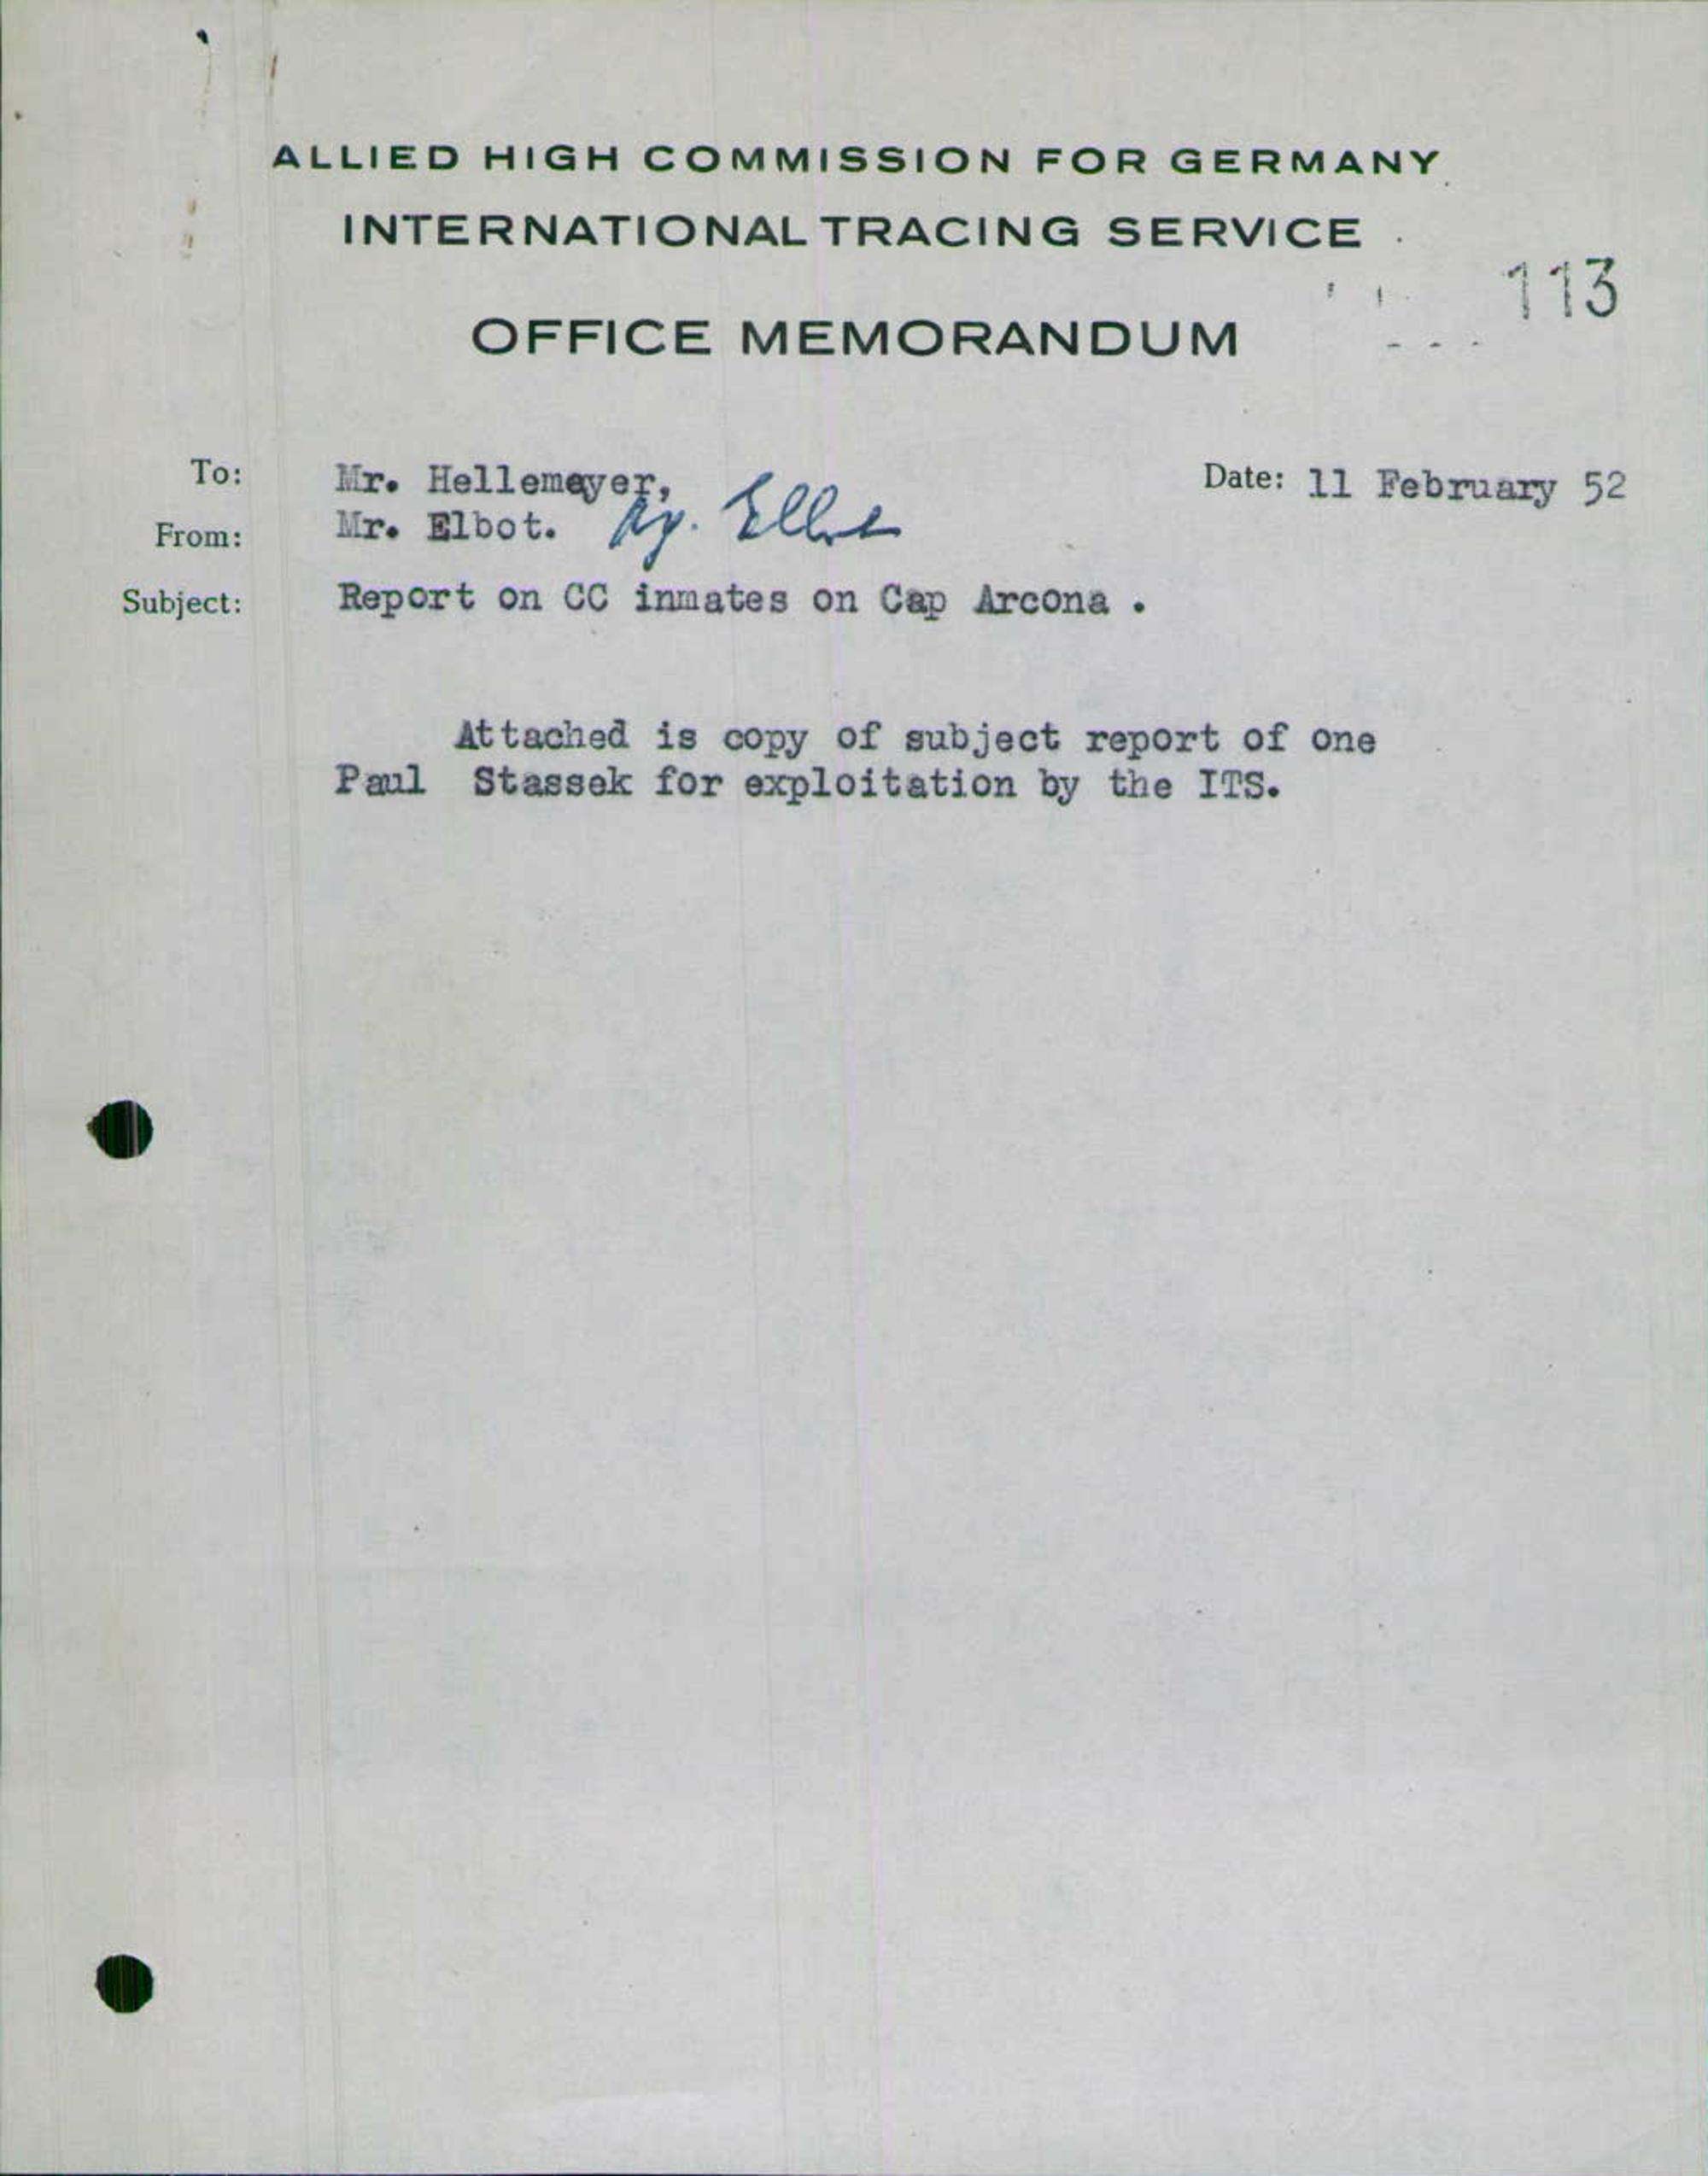 ALLIED HIGH COMMISSION FOR GERMANY
INTERNATIONAL TRACING SERVICE
113
OFFICE MEMORANDUM
To: Mr. Hellemeyer,
Date: 11 February 52
From: Mr. Elbot.
Subject: Report on CC inmates on Cap Arcona .
Attached is copy of subject report of one
Paul Stassek for exploitation by the ITS.